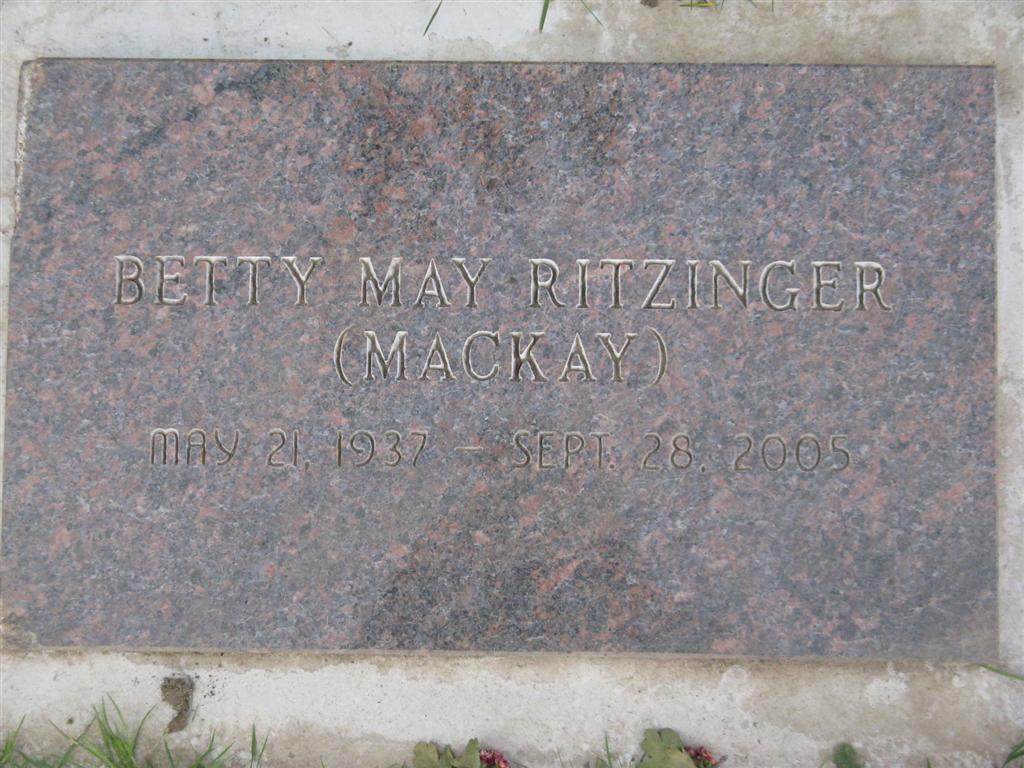 BETTY MAY RITZINGER
(MACKAY)
MAY 21, 1937 – SEPT. 28, 2005